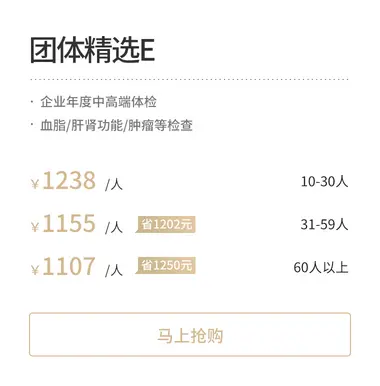 团体精选E
· 企业年度中高端体检
· 血脂/肝肾功能/肿瘤等检查
￥1238 /人 10-30人
￥1155 /人 省1202元 31-59人
￥1107 /人 省1250元 60人以上
马上抢购